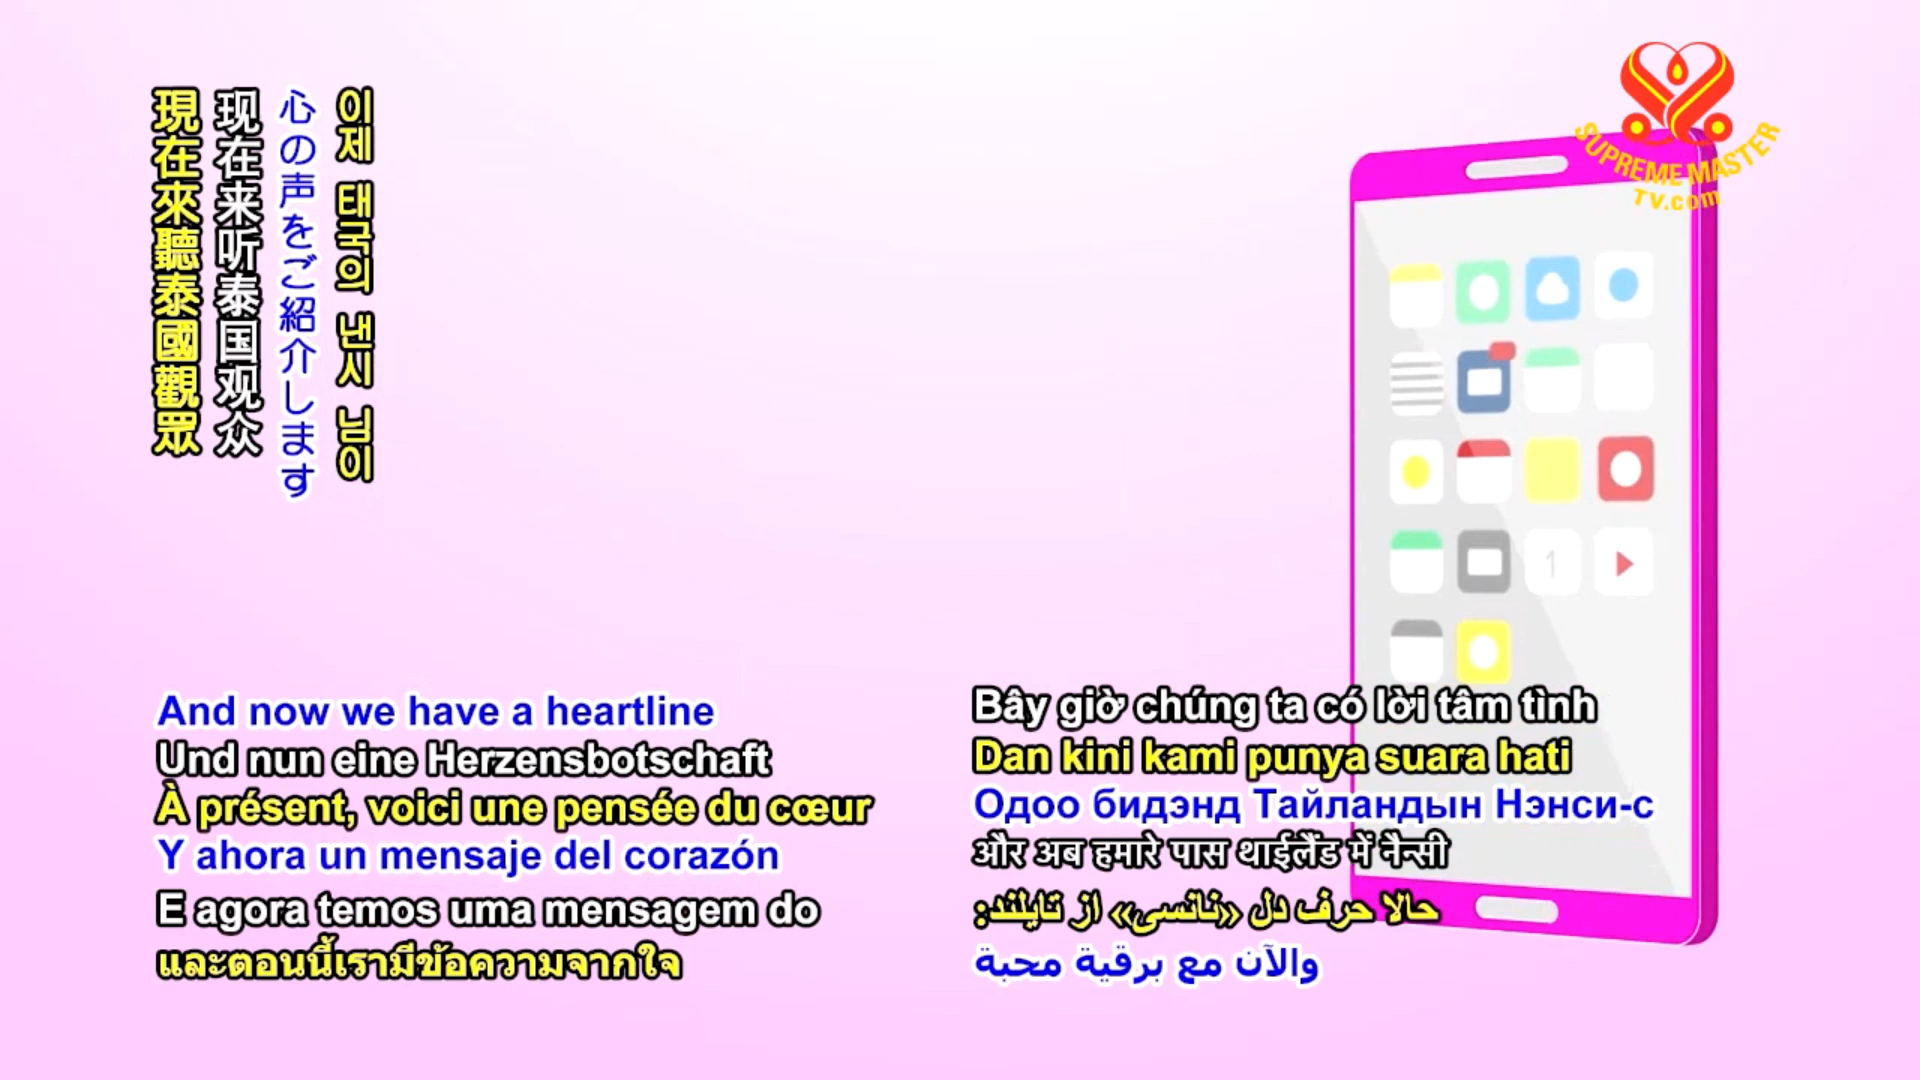 現在來聽泰國觀眾
现在来听泰国观众
心の声をご紹介します
이제 태국의 낸시 님이
SUPREME MASTER
TV.com
1
And now we have a heartline
Und nun eine Herzensbotschaft
À présent, voici une pensée du cœur
Y ahora un mensaje del corazón
E agora temos uma mensagem do
และตอนนี้เรามีข้อความจากใจ
Bây giờ chúng ta có lời tâm tình
Dan kini kami punya suara hati
Одоо бидэнд Тайландын Нэнси-с
और अब हमारे पास थाईलैंड में नैन्सी
حالا حرف دل «نانسی» از تایلند:
والآن مع برقية محبة